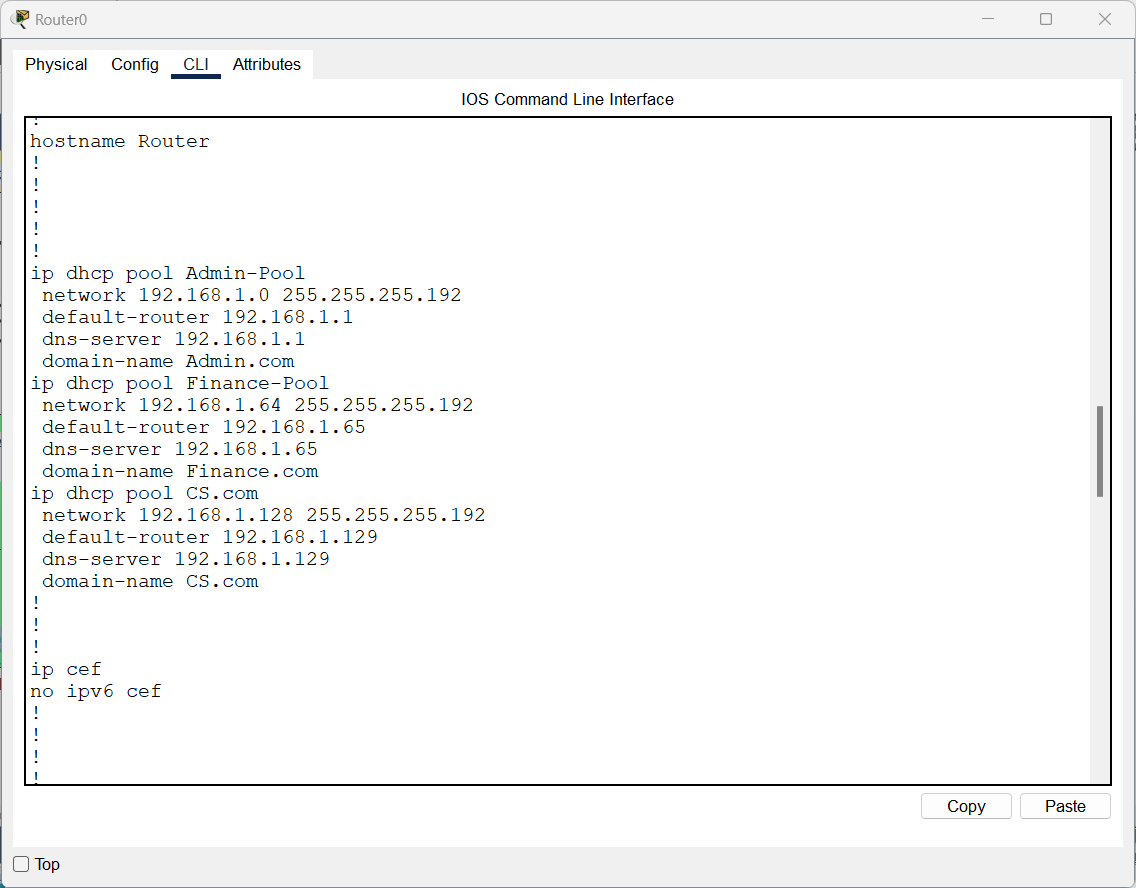 Router0
Physical Config CLI Attributes
IOS Command Line Interface
!
hostname Router
!
!
!
!
!
ip dhcp pool Admin-Pool
network 192.168.1.0 255.255.255.192
default-router 192.168.1.1
dns-server 192.168.1.1
domain-name Admin.com
ip dhcp pool Finance-Pool
network 192.168.1.64 255.255.255.192
default-router 192.168.1.65
dns-server 192.168.1.65
domain-name Finance.com
ip dhcp pool CS.com
network 192.168.1.128 255.255.255.192
default-router 192.168.1.129
dns-server 192.168.1.129
domain-name CS.com
!
!
!
ip cef
no ipv6 cef
!
!
!
!
Copy Paste
Top